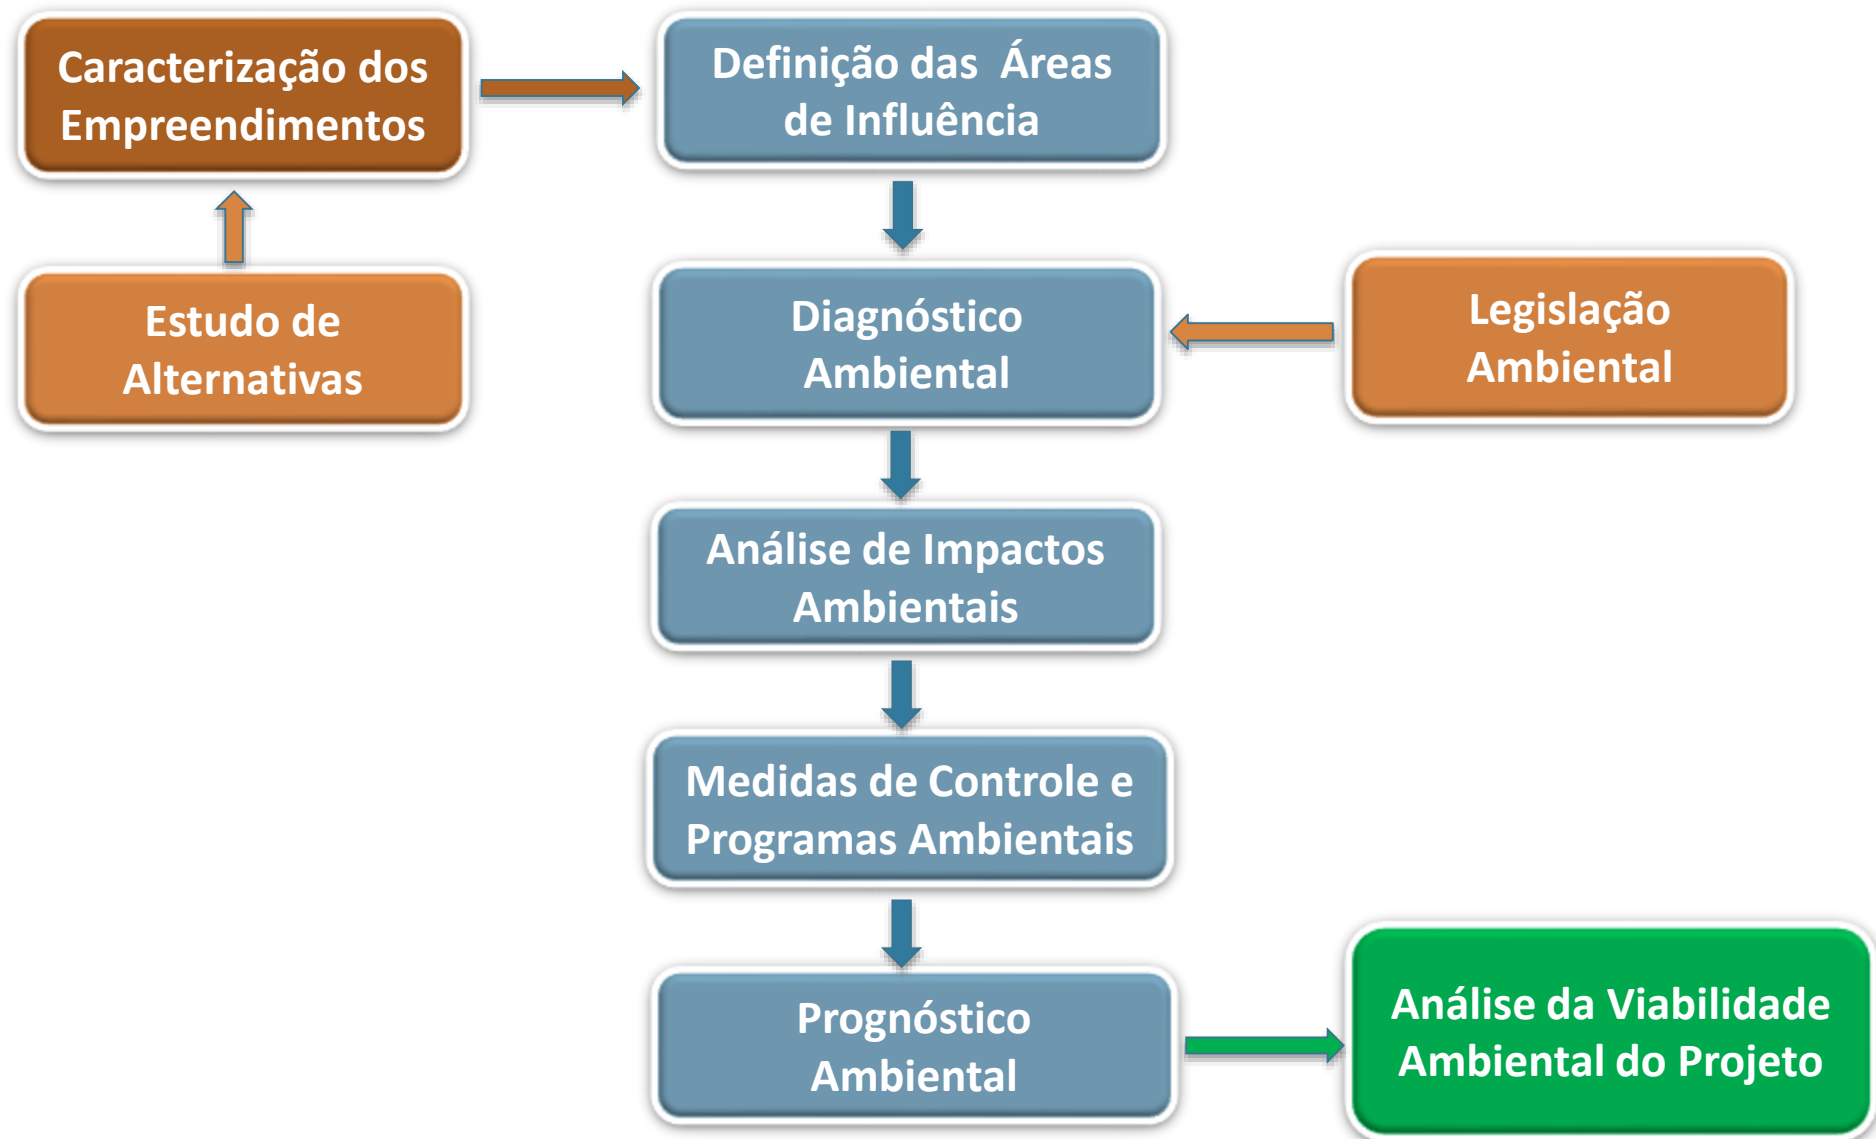 Caracterização dos
Empreendimentos
Definição das Áreas
de Influência
Estudo de
Alternativas
Diagnóstico
Ambiental
Legislação
Ambiental
Análise de Impactos
Ambientais
Medidas de Controle e
Programas Ambientais
Prognóstico
Ambiental
Análise da Viabilidade
Ambiental do Projeto